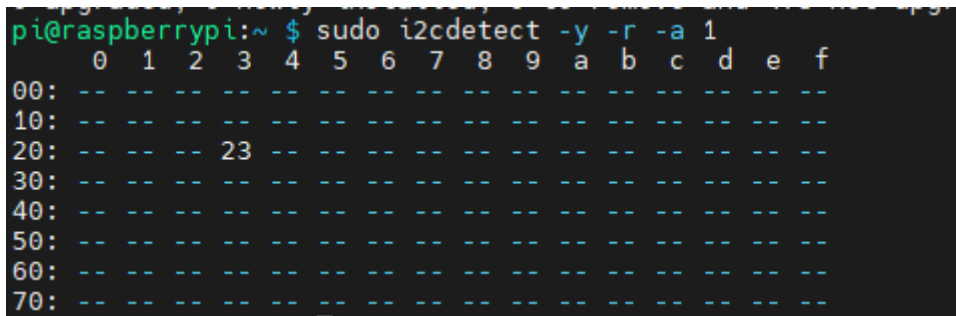 pi@raspberrypi:~ $ sudo i2cdetect -y -r -a 1
     0  1  2  3  4  5  6  7  8  9  a  b  c  d  e  f
00: -- -- -- -- -- -- -- -- -- -- -- -- -- -- -- --
10: -- -- -- -- -- -- -- -- -- -- -- -- -- -- -- --
20: -- -- -- 23 -- -- -- -- -- -- -- -- -- -- -- --
30: -- -- -- -- -- -- -- -- -- -- -- -- -- -- -- --
40: -- -- -- -- -- -- -- -- -- -- -- -- -- -- -- --
50: -- -- -- -- -- -- -- -- -- -- -- -- -- -- -- --
60: -- -- -- -- -- -- -- -- -- -- -- -- -- -- -- --
70: -- -- -- -- -- -- -- -- -- -- -- -- -- -- -- --